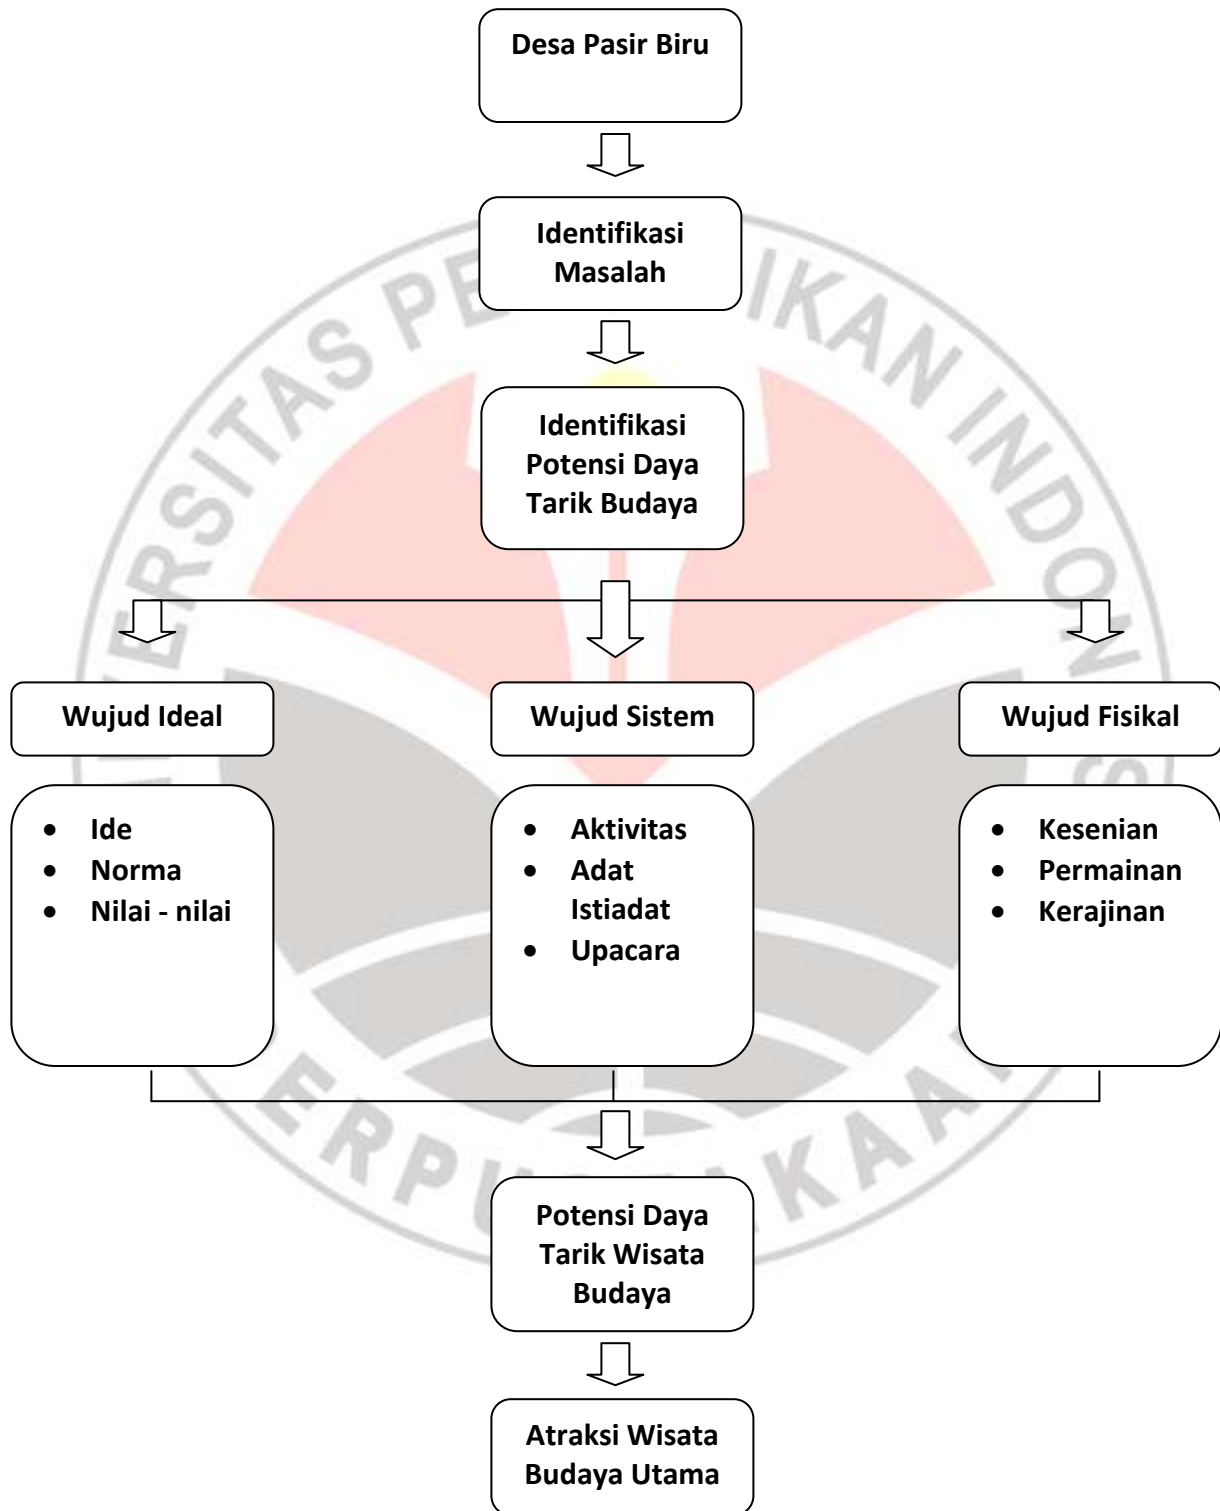 Desa Pasir Biru
Identifikasi
Masalah
Identifikasi
Potensi Daya
Tarik Budaya
Wujud Ideal
Wujud Sistem
Wujud Fisikal
• Ide
• Norma
• Nilai - nilai
• Aktivitas
• Adat
Istiadat
• Upacara
• Kesenian
• Permainan
• Kerajinan
Potensi Daya
Tarik Wisata
Budaya
Atraksi Wisata
Budaya Utama